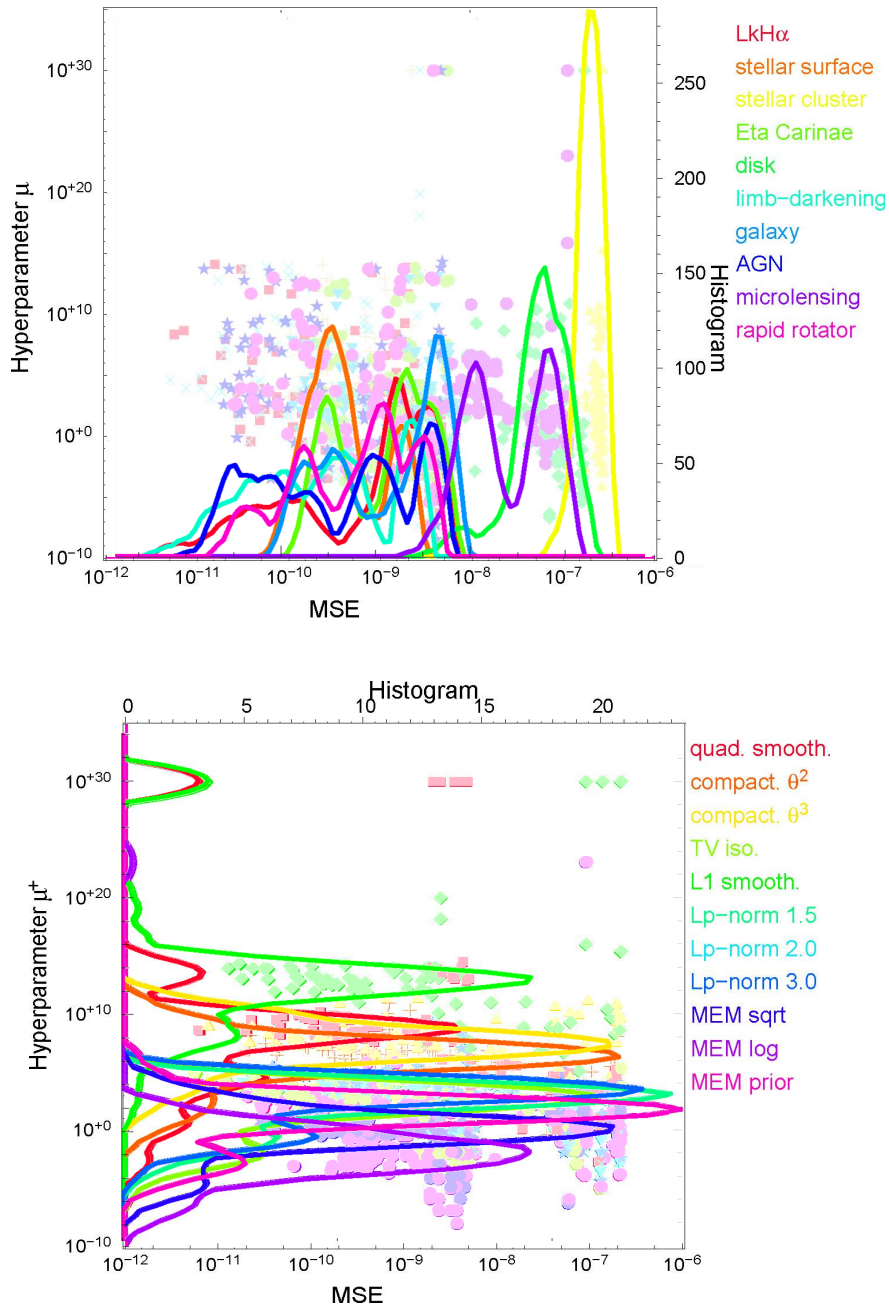 10⁺³⁰
10⁺²⁰
10⁺¹⁰
10⁺⁰
10⁻¹⁰
Hyperparameter μ
250
200
150
100
50
0
Histogram
10⁻¹²
10⁻¹¹
10⁻¹⁰
10⁻⁹
10⁻⁸
10⁻⁷
10⁻⁶
MSE
LkHα
stellar surface
stellar cluster
Eta Carinae
disk
limb−darkening
galaxy
AGN
microlensing
rapid rotator
Histogram
0
5
10
15
20
10⁺³⁰
10⁺²⁰
10⁺¹⁰
10⁺⁰
10⁻¹⁰
Hyperparameter μ⁺
10⁻¹²
10⁻¹¹
10⁻¹⁰
10⁻⁹
10⁻⁸
10⁻⁷
10⁻⁶
MSE
quad. smooth.
compact. θ²
compact. θ³
TV iso.
L1 smooth.
Lp−norm 1.5
Lp−norm 2.0
Lp−norm 3.0
MEM sqrt
MEM log
MEM prior